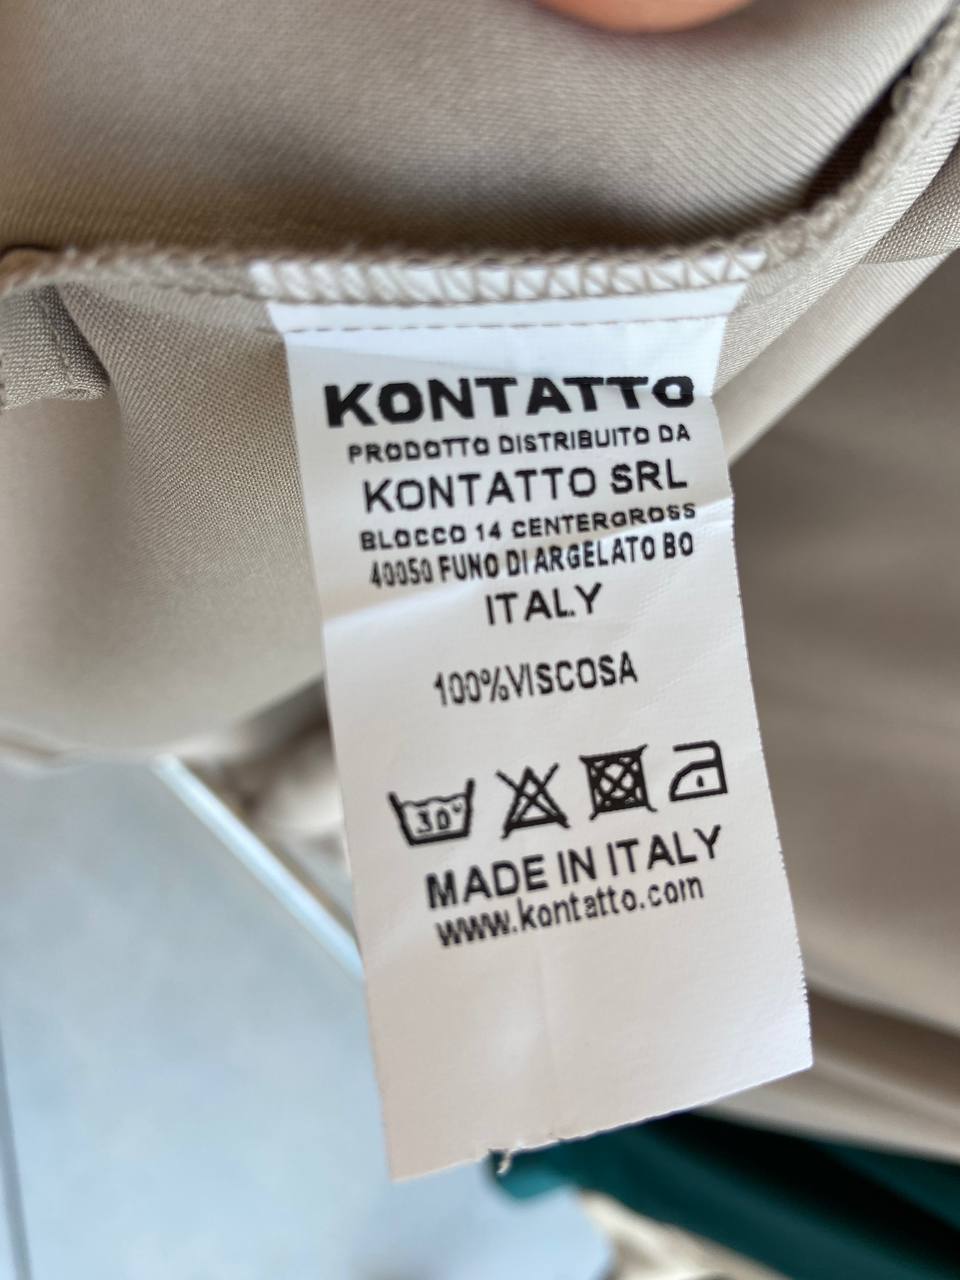 KONTATTO
PRODOTTO DISTRIBUITO DA
KONTATTO SRL
BLOCCO 14 CENTERGROSS
40050 FUNO DI ARGELATO BO
ITALY
100%VISCOSA
30°
MADE IN ITALY
www.kontatto.com